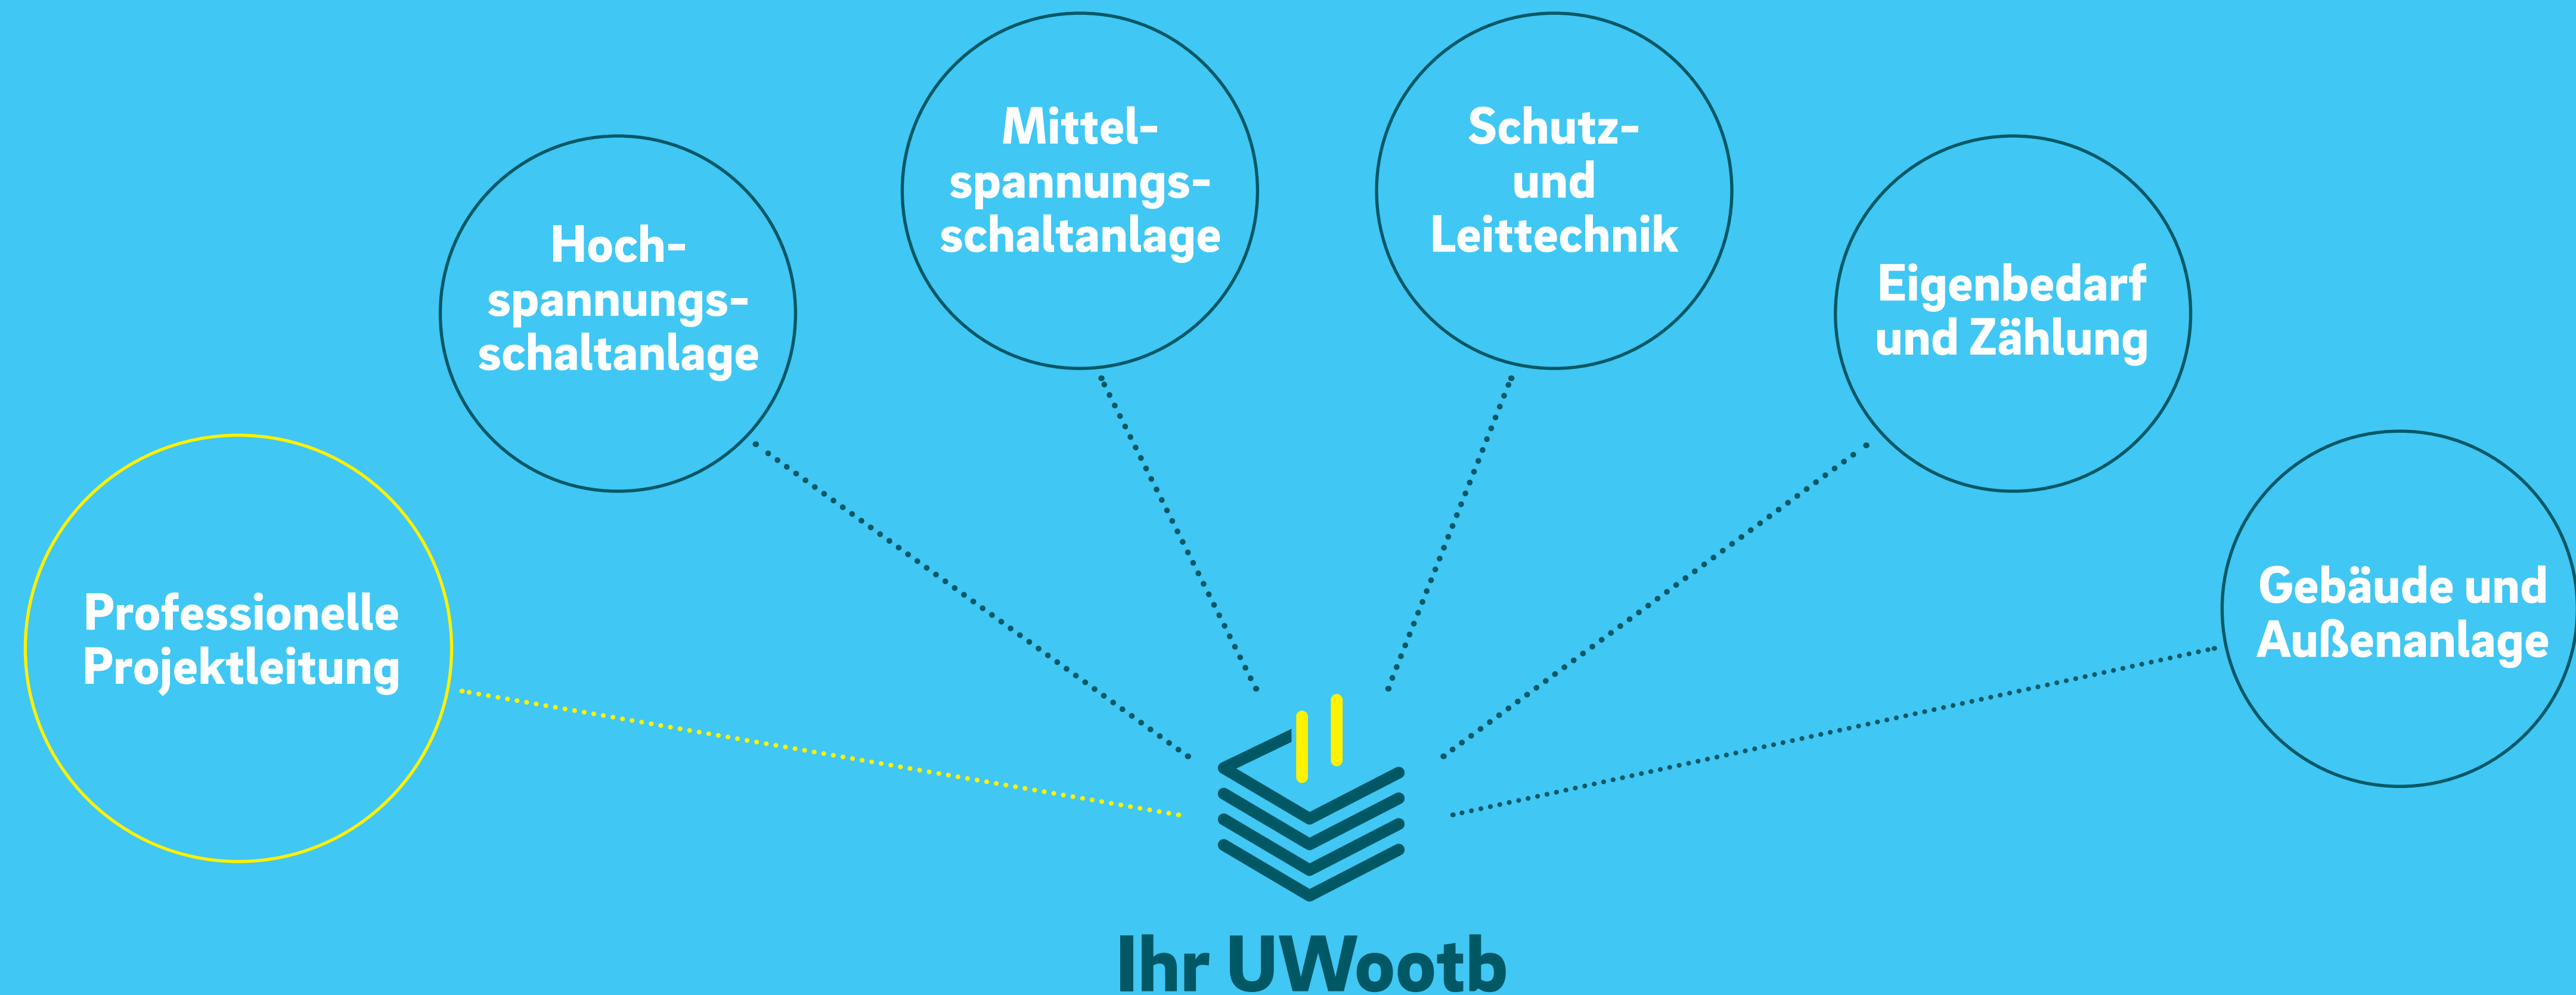 Professionelle
Projektleitung
Hoch-
spannungs-
schaltanlage
Mittel-
spannungs-
schaltanlage
Schutz-
und
Leittechnik
Eigenbedarf
und Zählung
Gebäude und
Außenanlage
Ihr UWootb